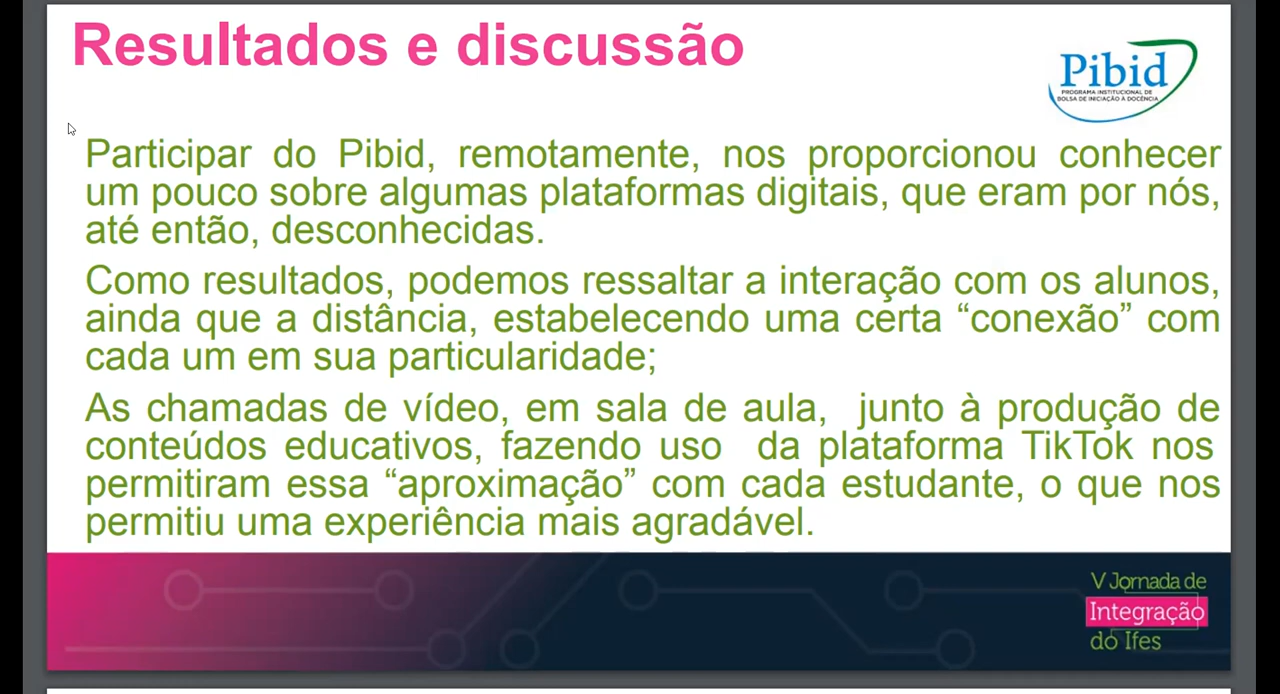 Resultados e discussão
Pibid
PROGRAMA INSTITUCIONAL DE
BOLSA DE INICIAÇÃO À DOCÊNCIA
Participar do Pibid, remotamente, nos proporcionou conhecer
um pouco sobre algumas plataformas digitais, que eram por nós,
até então, desconhecidas.
Como resultados, podemos ressaltar a interação com os alunos,
ainda que a distância, estabelecendo uma certa “conexão” com
cada um em sua particularidade;
As chamadas de vídeo, em sala de aula,  junto à produção de
conteúdos educativos, fazendo uso  da plataforma TikTok nos
permitiram essa “aproximação” com cada estudante, o que nos
permitiu uma experiência mais agradável.
V Jornada de
Integração
do Ifes